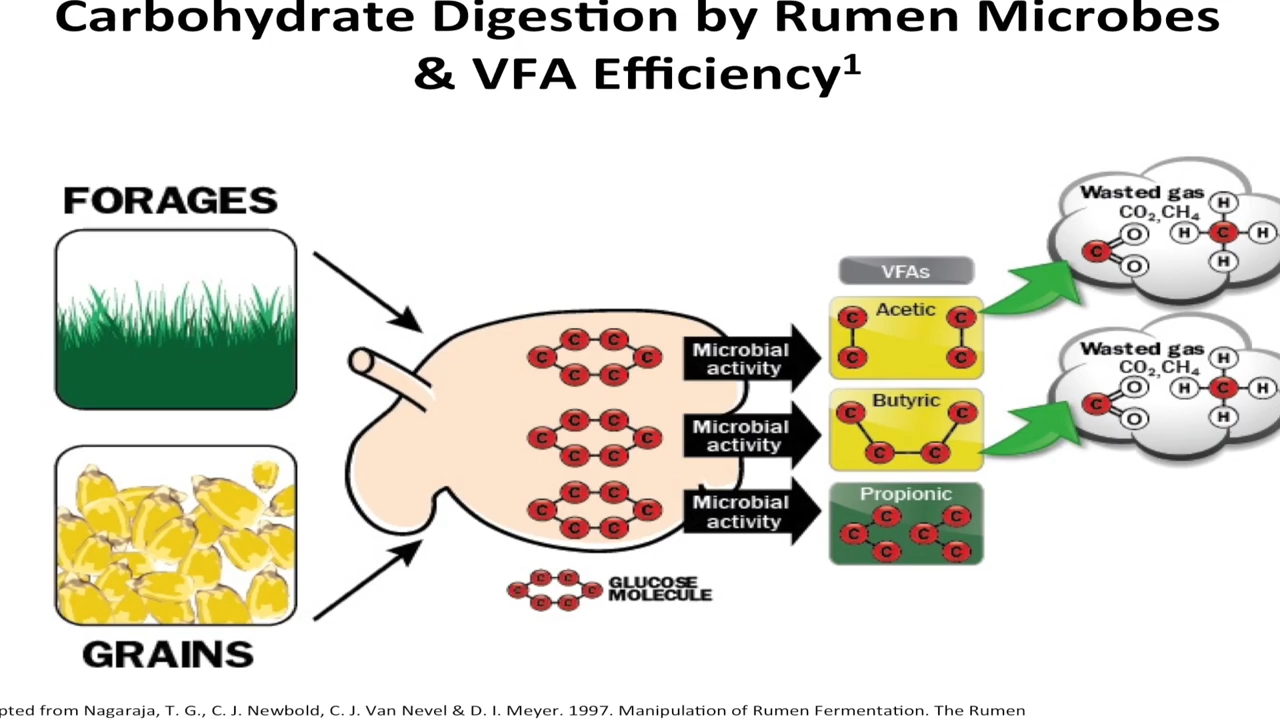 Carbohydrate Digestion by Rumen Microbes
& VFA Efficiency¹
FORAGES
GRAINS
C C C C C C
C C C C C C
C C C C C C
C C C C C C
GLUCOSE
MOLECULE
Microbial
activity
Microbial
activity
Microbial
activity
VFAs
Acetic
C C
C C
Butyric
C C
C C
Propionic
C C
C C
C C
Wasted gas
CO₂,CH₄
H
O H C H
C
O H
Wasted gas
CO₂,CH₄
H
O H C H
C
O H
pted from Nagaraja, T. G., C. J. Newbold, C. J. Van Nevel & D. I. Meyer. 1997. Manipulation of Rumen Fermentation. The Rumen